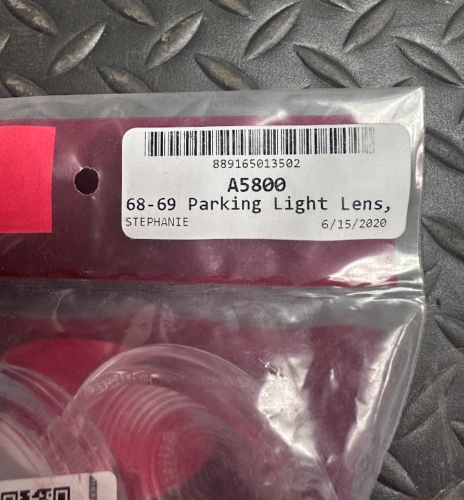 889165013502
A5800
68-69 Parking Light Lens,
STEPHANIE 6/15/2020